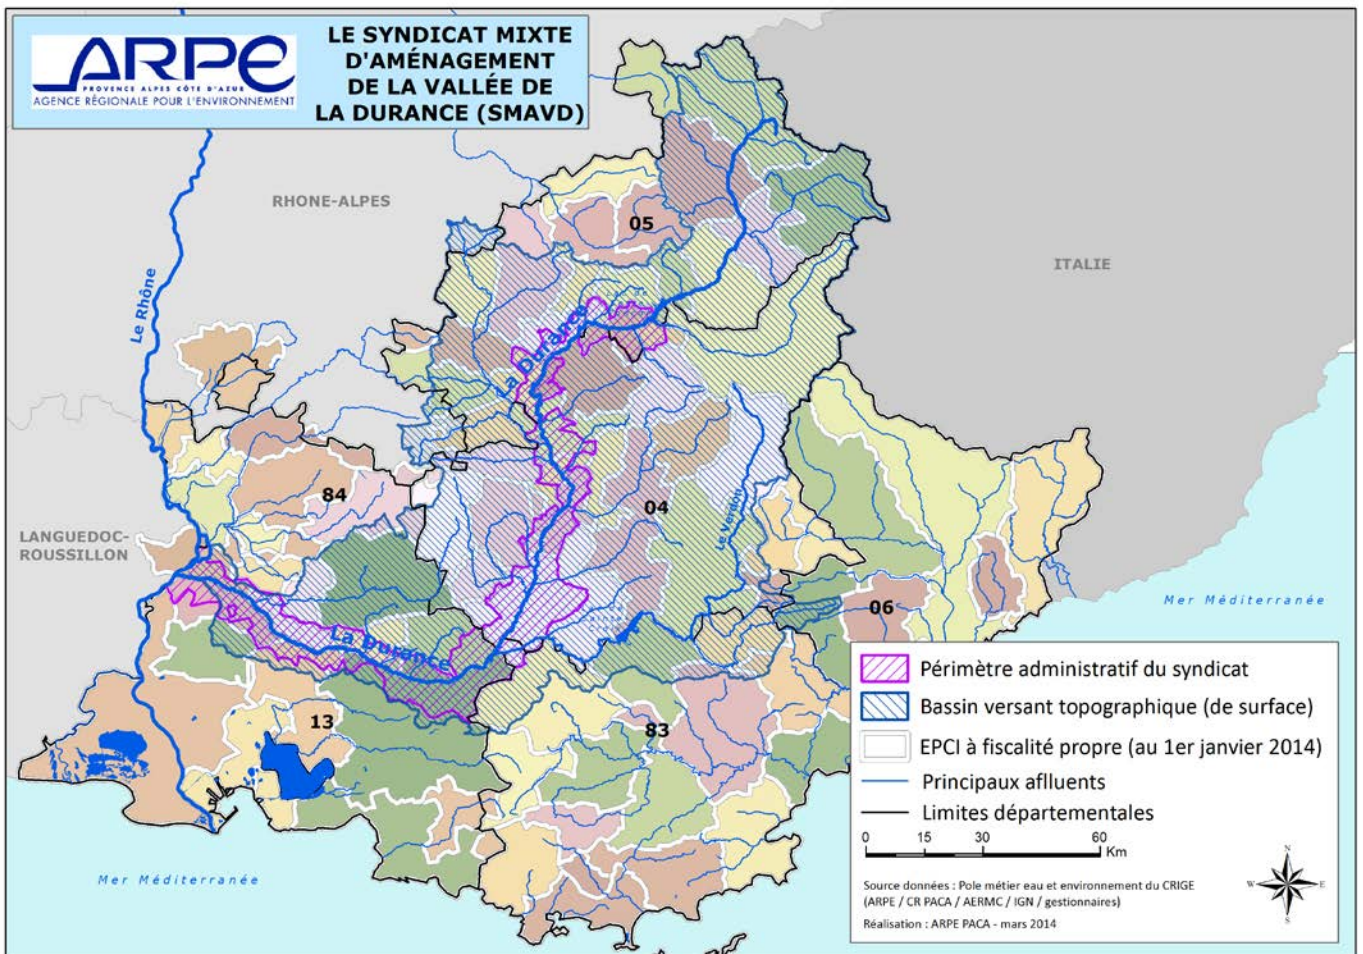 ARPE
PROVENCE ALPES CÔTE D'AZUR
AGENCE RÉGIONALE POUR L'ENVIRONNEMENT
LE SYNDICAT MIXTE
D'AMÉNAGEMENT
DE LA VALLÉE DE
LA DURANCE (SMAVD)
RHONE-ALPES
05
ITALIE
Le Rhône
La Durance
84
04
Le Verdon
LANGUEDOC-
ROUSSILLON
06
Mer Méditerranée
La Durance
13
83
Mer Méditerranée
Périmètre administratif du syndicat
Bassin versant topographique (de surface)
EPCI à fiscalité propre (au 1er janvier 2014)
Principaux aflluents
Limites départementales
0 15 30 60
Km
Source données : Pole métier eau et environnement du CRIGE
(ARPE / CR PACA / AERMC / IGN / gestionnaires)
Réalisation : ARPE PACA - mars 2014
N
W E
S